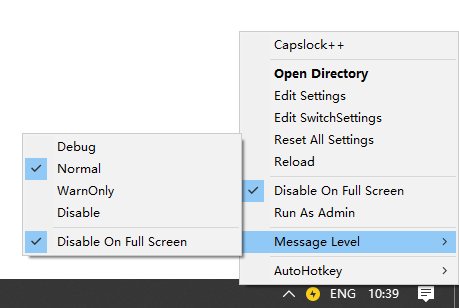 Capslock++
Open Directory
Edit Settings
Edit SwitchSettings
Reset All Settings
Reload
Disable On Full Screen
Run As Admin
Message Level
AutoHotkey
Debug
Normal
WarnOnly
Disable
Disable On Full Screen
ENG 10:39